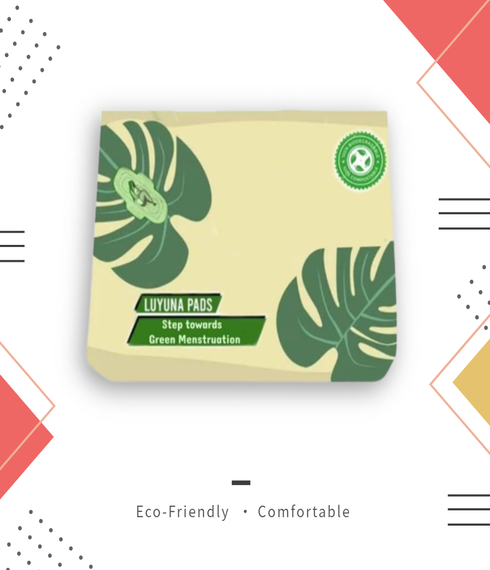 LUYUNA PADS
Step towards
Green Menstruation
Eco-Friendly • Comfortable